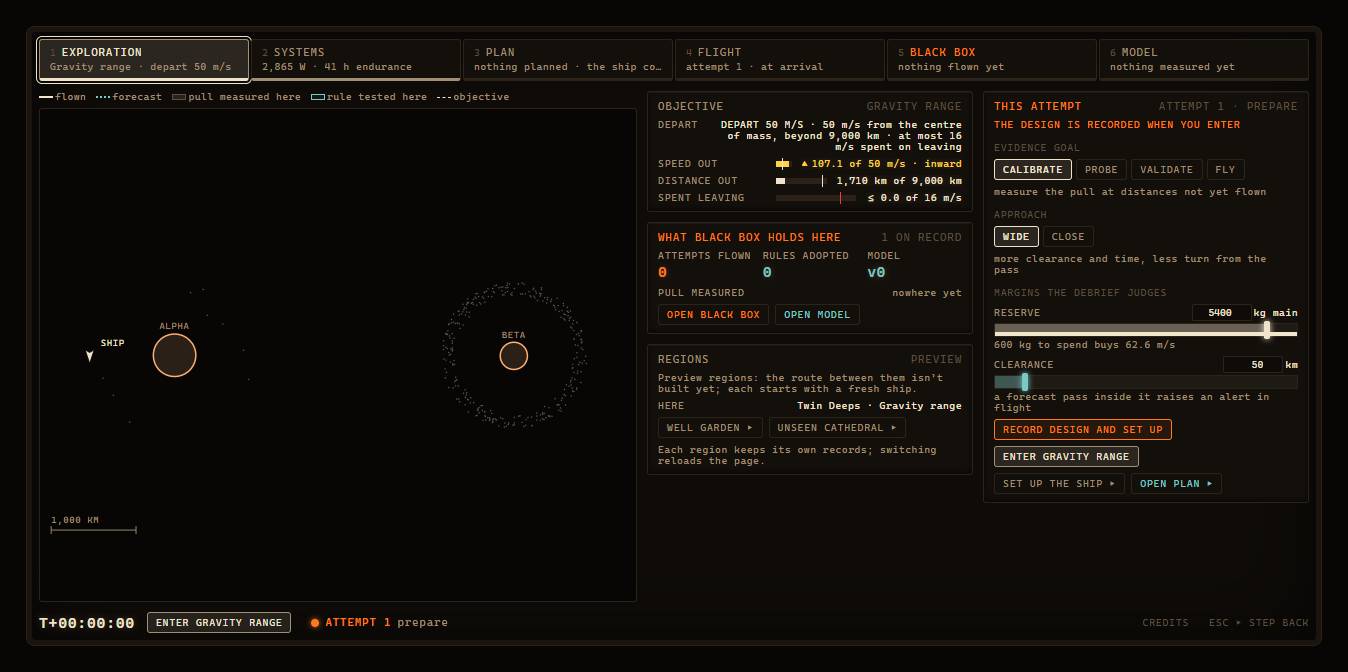 1 EXPLORATION
Gravity range · depart 50 m/s
2 SYSTEMS
2,865 W · 41 h endurance
3 PLAN
nothing planned · the ship co…
4 FLIGHT
attempt 1 · at arrival
5 BLACK BOX
nothing flown yet
6 MODEL
nothing measured yet
flown forecast pull measured here rule tested here objective
ALPHA
SHIP
BETA
1,000 KM
OBJECTIVE GRAVITY RANGE
DEPART DEPART 50 M/S · 50 m/s from the centre
of mass, beyond 9,000 km · at most 16
m/s spent on leaving
SPEED OUT ▲ 107.1 of 50 m/s · inward
DISTANCE OUT 1,710 km of 9,000 km
SPENT LEAVING ≤ 0.0 of 16 m/s
WHAT BLACK BOX HOLDS HERE 1 ON RECORD
ATTEMPTS FLOWN RULES ADOPTED MODEL
0 0 v0
PULL MEASURED nowhere yet
OPEN BLACK BOX OPEN MODEL
REGIONS PREVIEW
Preview regions: the route between them isn't
built yet; each starts with a fresh ship.
HERE Twin Deeps · Gravity range
WELL GARDEN ▸ UNSEEN CATHEDRAL ▸
Each region keeps its own records; switching
reloads the page.
THIS ATTEMPT ATTEMPT 1 · PREPARE
THE DESIGN IS RECORDED WHEN YOU ENTER
EVIDENCE GOAL
CALIBRATE PROBE VALIDATE FLY
measure the pull at distances not yet flown
APPROACH
WIDE CLOSE
more clearance and time, less turn from the
pass
MARGINS THE DEBRIEF JUDGES
RESERVE 5400 kg main
600 kg to spend buys 62.6 m/s
CLEARANCE 50 km
a forecast pass inside it raises an alert in
flight
RECORD DESIGN AND SET UP
ENTER GRAVITY RANGE
SET UP THE SHIP ▸ OPEN PLAN ▸
T+00:00:00 ENTER GRAVITY RANGE ATTEMPT 1 prepare CREDITS ESC ▸ STEP BACK